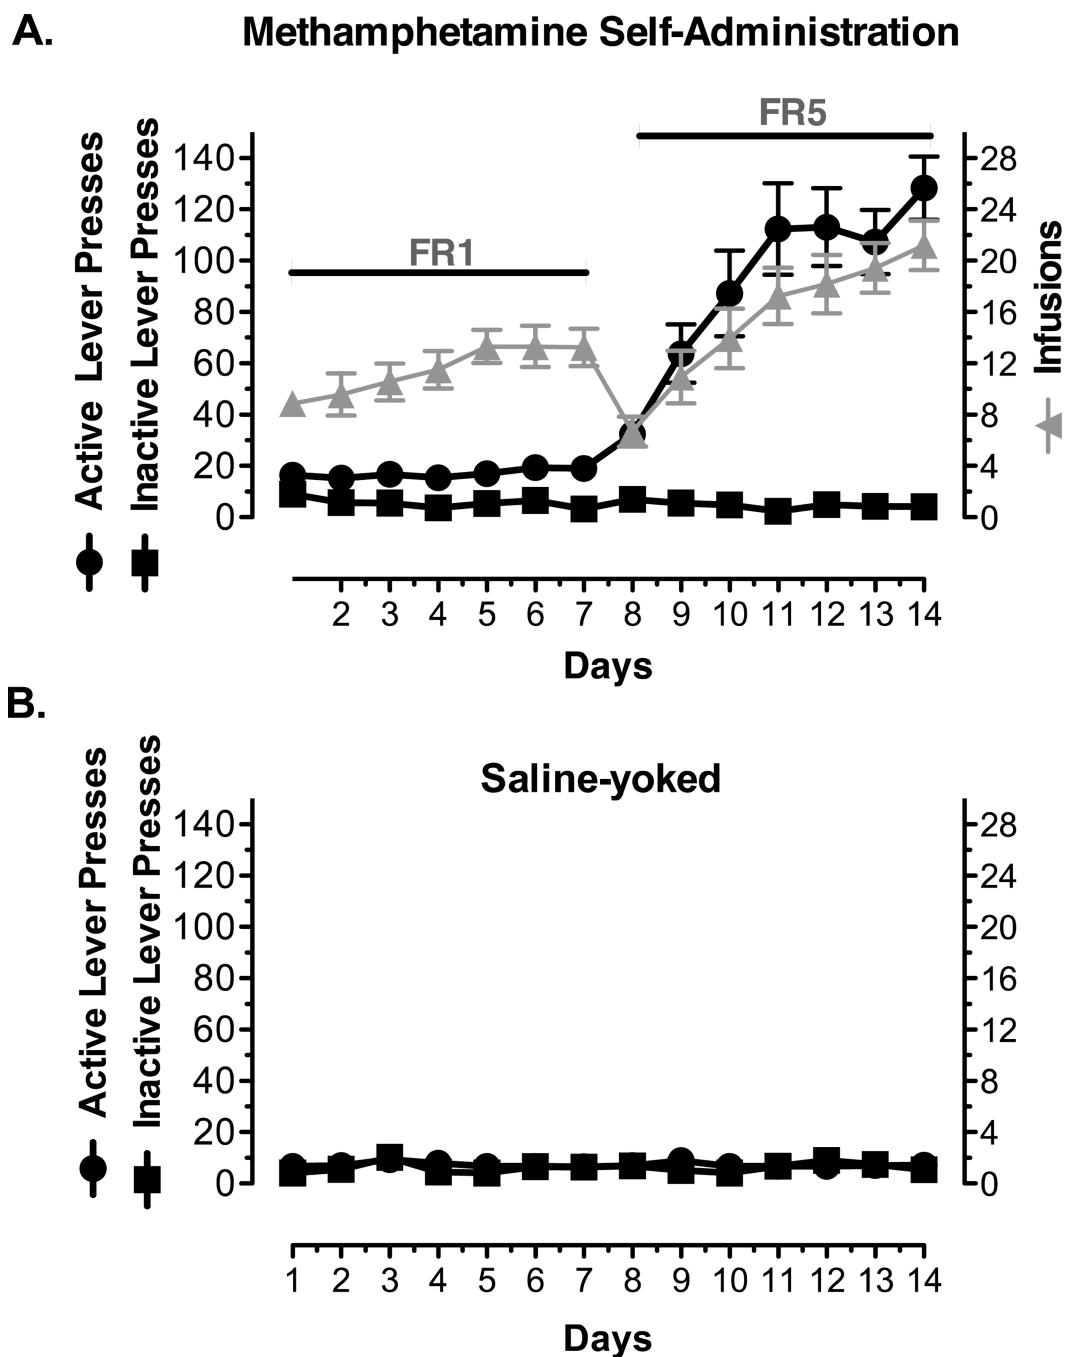 A.
Methamphetamine Self-Administration
Active Lever Presses
Inactive Lever Presses
FR1
FR5
140
120
100
80
60
40
20
0
28
24
20
16
12
8
4
0
Infusions
2 3 4 5 6 7 8 9 10 11 12 13 14
Days
B.
Saline-yoked
Active Lever Presses
Inactive Lever Presses
140
120
100
80
60
40
20
0
28
24
20
16
12
8
4
0
1 2 3 4 5 6 7 8 9 10 11 12 13 14
Days